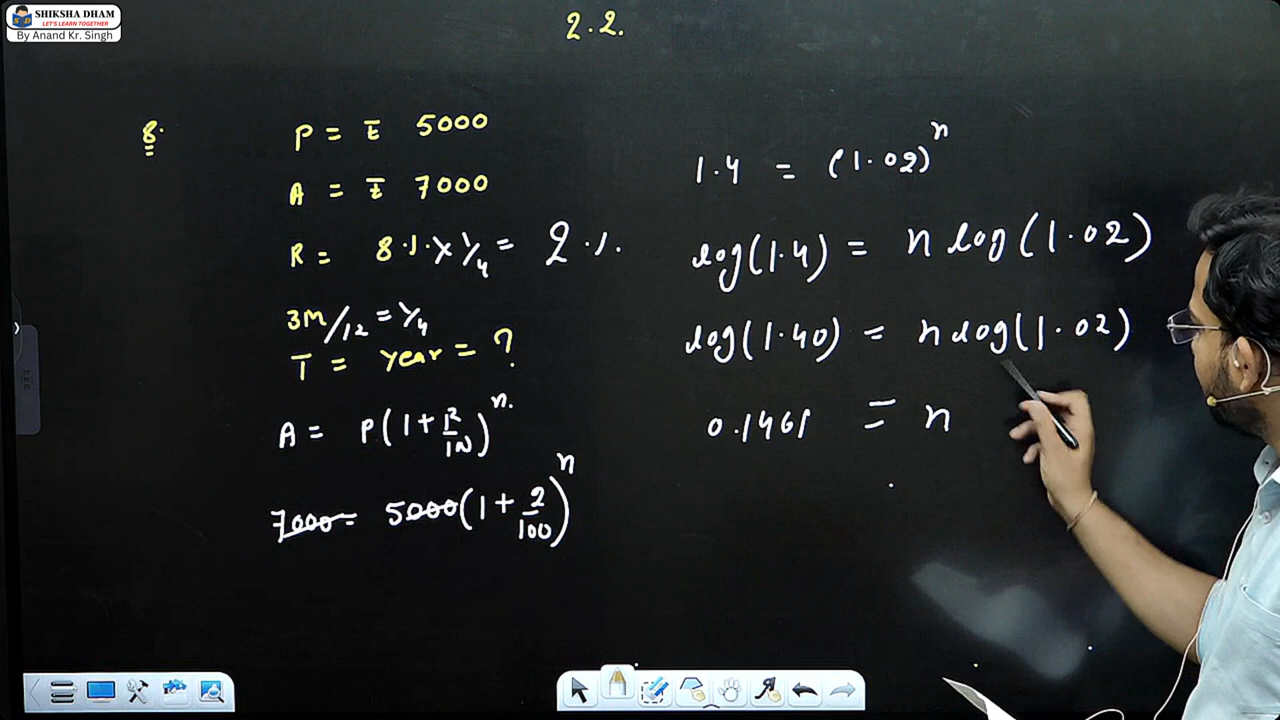 SHIKSHA DHAM
LET'S LEARN TOGETHER
By Anand Kr. Singh
2.2.
8.
P = ₹ 5000
A = ₹ 7000
R = 8.1. x 1/4 = 2.1.
3M/12 = 1/4
T = year = ?
A = P(1+R/100)^n.
7000 = 5000(1+2/100)^n
1.4 = (1.02)^n
log(1.4) = n log(1.02)
log(1.40) = n log(1.02)
0.1461 = n